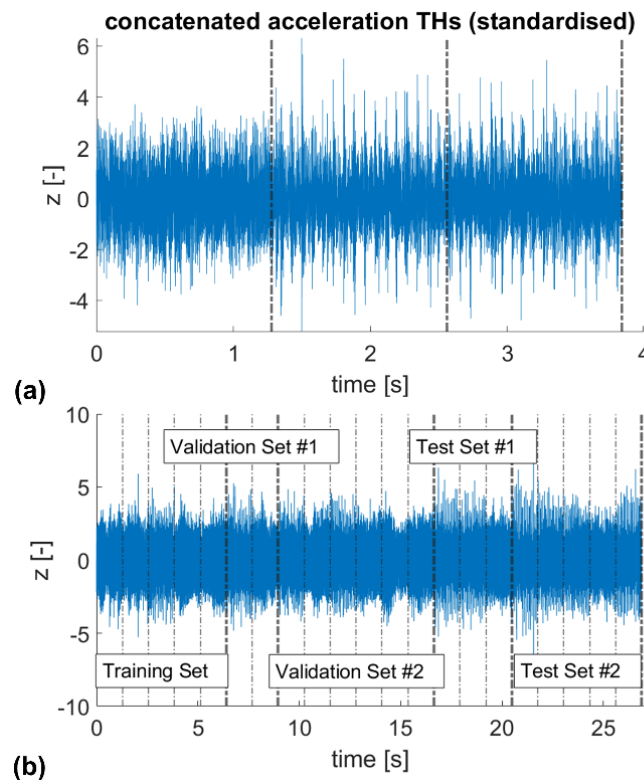 concatenated acceleration THs (standardised)
6
4
2
0
-2
-4
z [-]
0 1 2 3 4
time [s]
(a)
10
5
0
-5
-10
z [-]
Validation Set #1
Test Set #1
Training Set
Validation Set #2
Test Set #2
0 5 10 15 20 25
time [s]
(b)